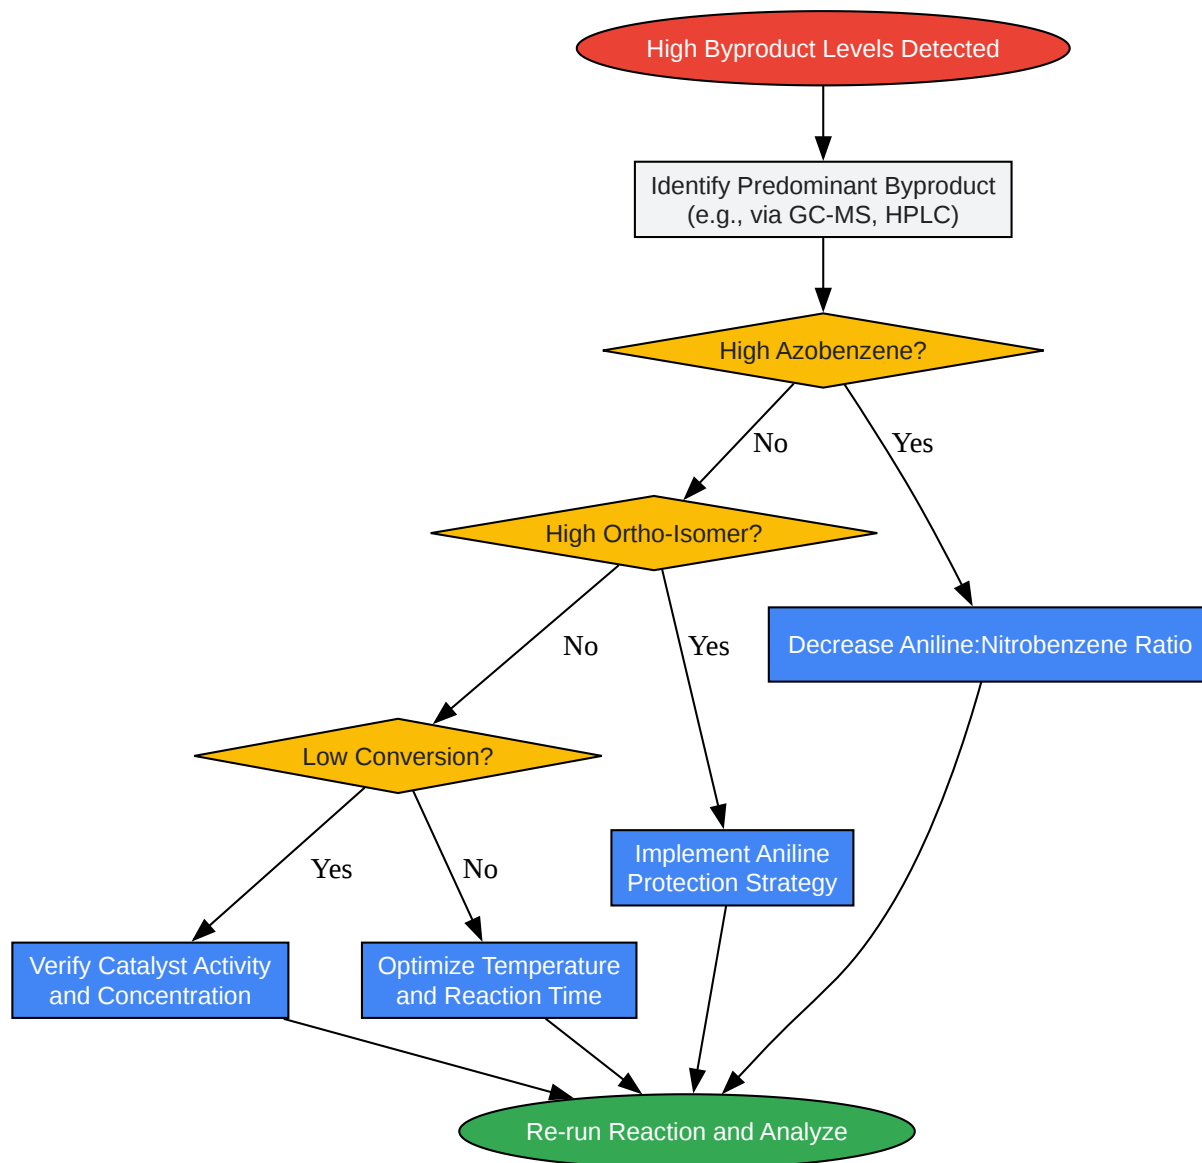 High Byproduct Levels Detected
Identify Predominant Byproduct
(e.g., via GC-MS, HPLC)
High Azobenzene?
No
Yes
High Ortho-Isomer?
No
Yes
Decrease Aniline:Nitrobenzene Ratio
Low Conversion?
Yes
No
Implement Aniline
Protection Strategy
Verify Catalyst Activity
and Concentration
Optimize Temperature
and Reaction Time
Re-run Reaction and Analyze